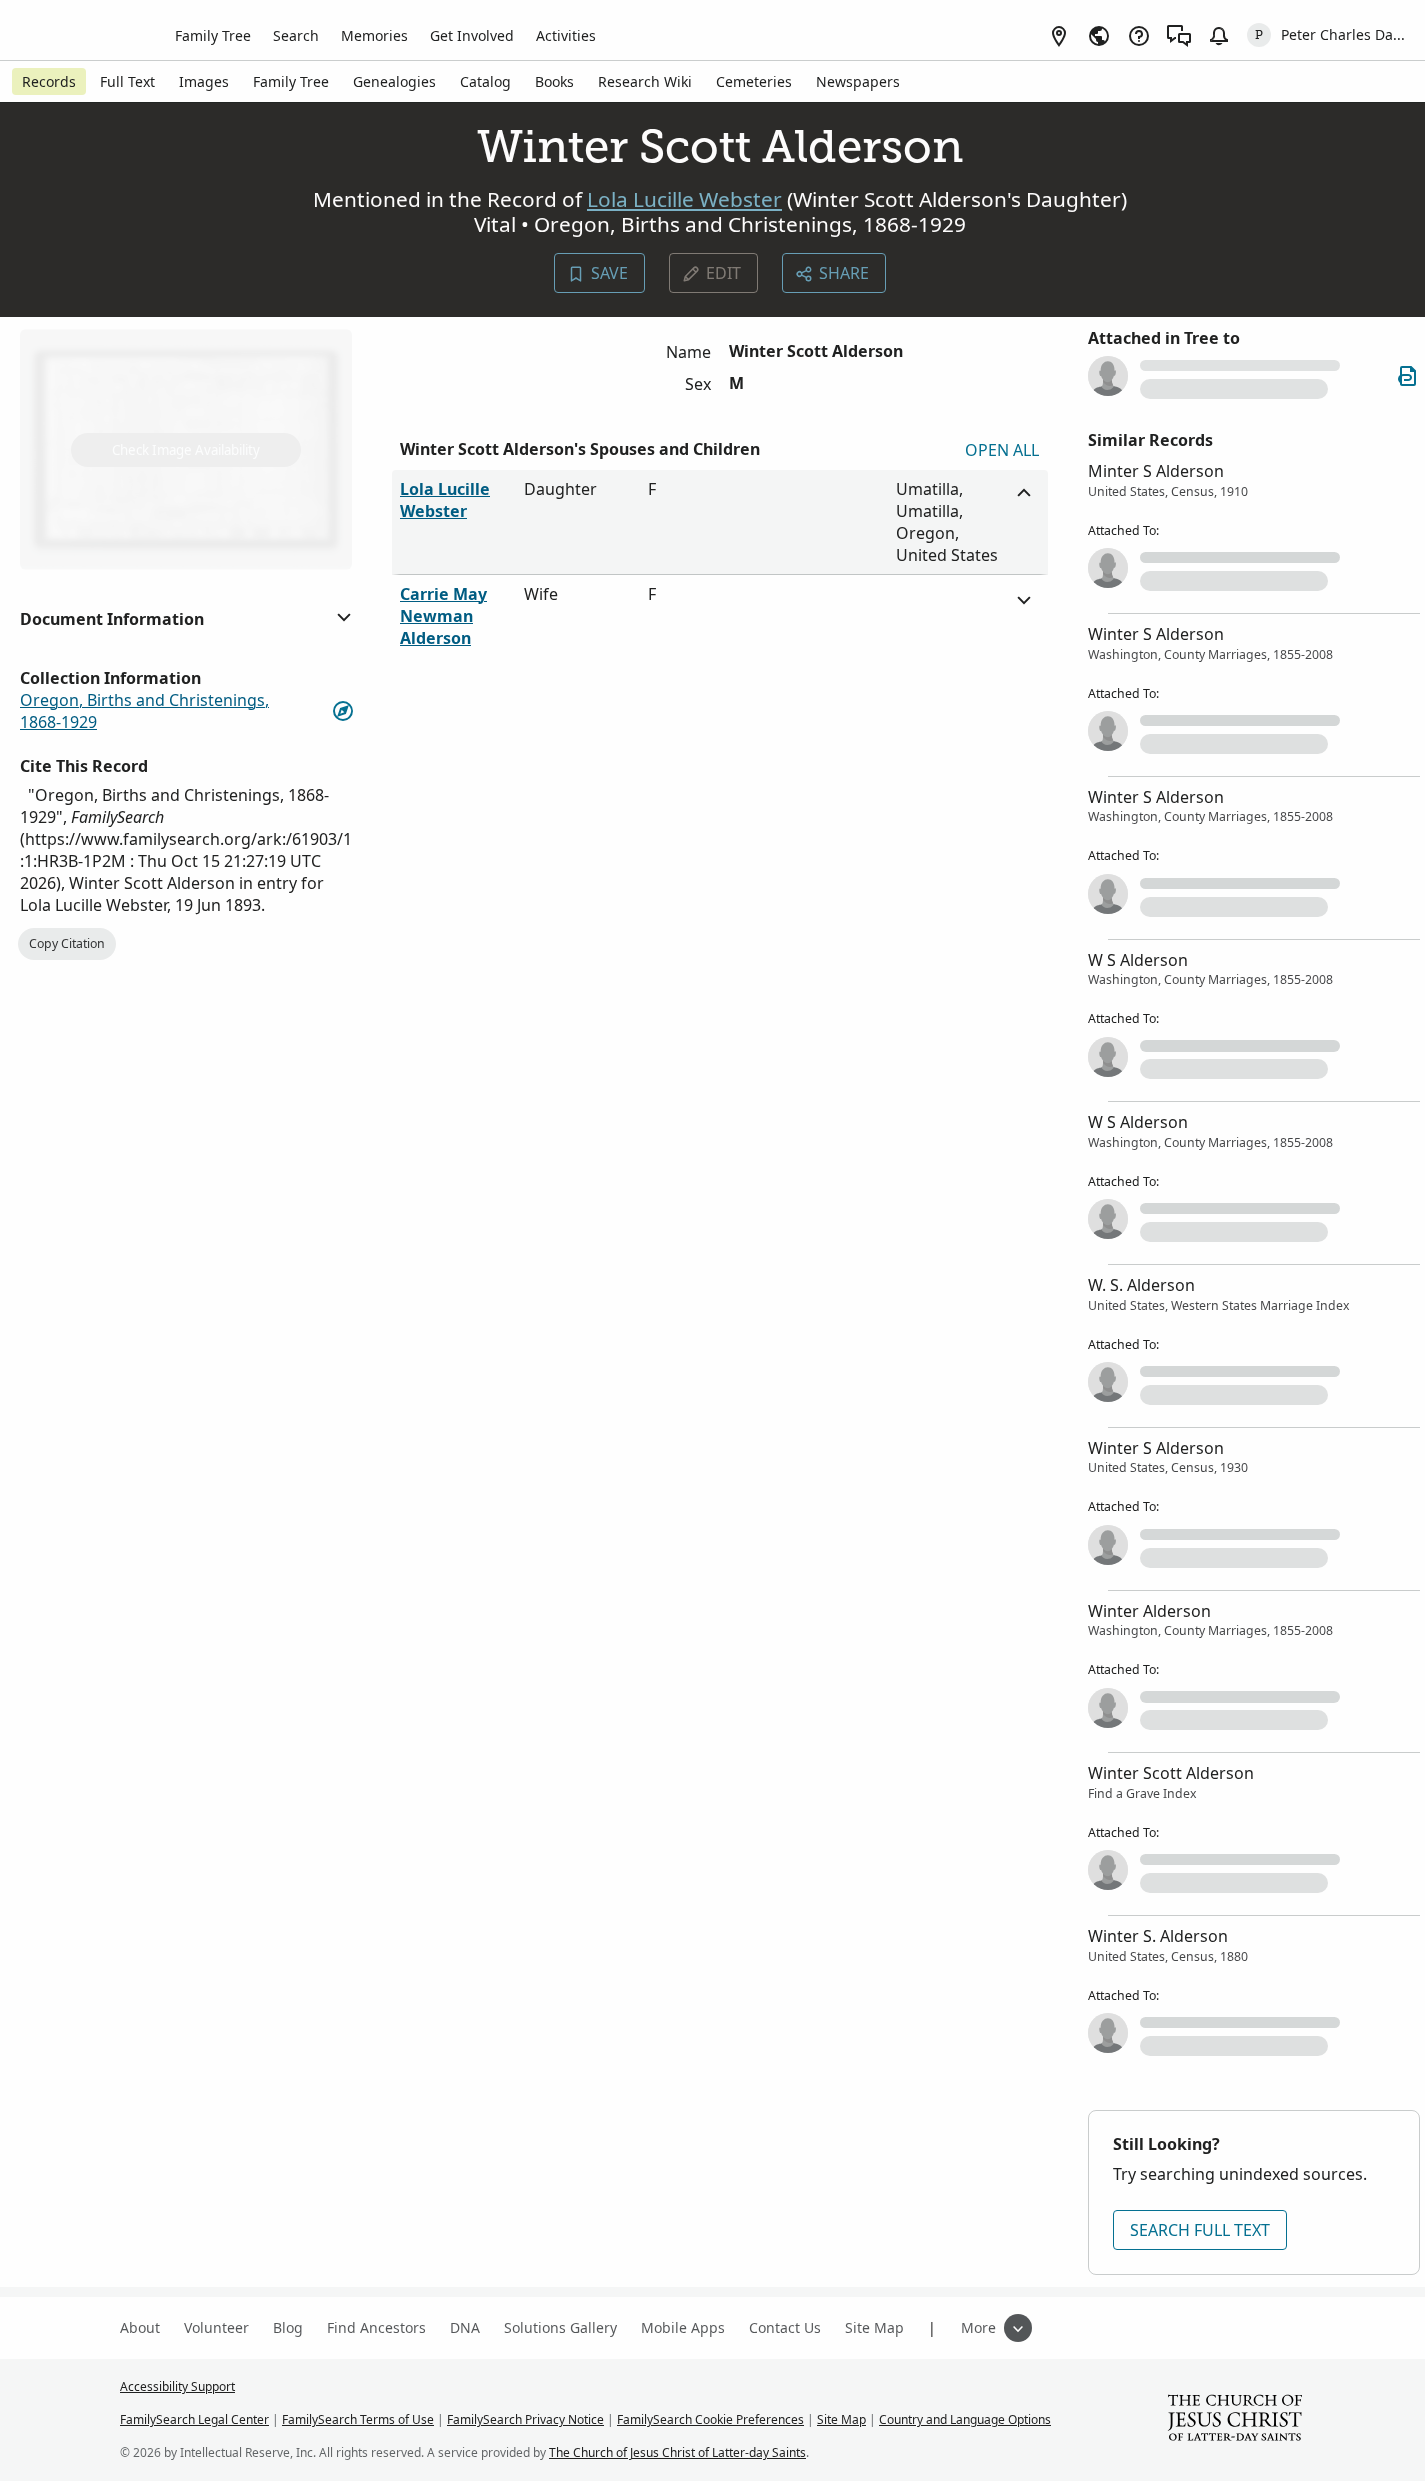 Family Tree Search Memories Get Involved Activities P Peter Charles Da...
Records Full Text Images Family Tree Genealogies Catalog Books Research Wiki Cemeteries Newspapers
Winter Scott Alderson
Mentioned in the Record of Lola Lucille Webster (Winter Scott Alderson's Daughter)
Vital • Oregon, Births and Christenings, 1868-1929
SAVE EDIT SHARE
Check Image Availability
Document Information
Collection Information
Oregon, Births and Christenings,
1868-1929
Cite This Record
"Oregon, Births and Christenings, 1868-
1929", FamilySearch
(https://www.familysearch.org/ark:/61903/1
:1:HR3B-1P2M : Thu Oct 15 21:27:19 UTC
2026), Winter Scott Alderson in entry for
Lola Lucille Webster, 19 Jun 1893.
Copy Citation
Name Winter Scott Alderson
Sex M
Winter Scott Alderson's Spouses and Children OPEN ALL
Lola Lucille Daughter F Umatilla,
Webster Umatilla,
Oregon,
United States
Carrie May Wife F
Newman
Alderson
Attached in Tree to
Similar Records
Minter S Alderson
United States, Census, 1910
Attached To:
Winter S Alderson
Washington, County Marriages, 1855-2008
Attached To:
Winter S Alderson
Washington, County Marriages, 1855-2008
Attached To:
W S Alderson
Washington, County Marriages, 1855-2008
Attached To:
W S Alderson
Washington, County Marriages, 1855-2008
Attached To:
W. S. Alderson
United States, Western States Marriage Index
Attached To:
Winter S Alderson
United States, Census, 1930
Attached To:
Winter Alderson
Washington, County Marriages, 1855-2008
Attached To:
Winter Scott Alderson
Find a Grave Index
Attached To:
Winter S. Alderson
United States, Census, 1880
Attached To:
Still Looking?
Try searching unindexed sources.
SEARCH FULL TEXT
About Volunteer Blog Find Ancestors DNA Solutions Gallery Mobile Apps Contact Us Site Map | More
Accessibility Support
FamilySearch Legal Center | FamilySearch Terms of Use | FamilySearch Privacy Notice | FamilySearch Cookie Preferences | Site Map | Country and Language Options
© 2026 by Intellectual Reserve, Inc. All rights reserved. A service provided by The Church of Jesus Christ of Latter-day Saints.
THE CHURCH OF
JESUS CHRIST
OF LATTER-DAY SAINTS